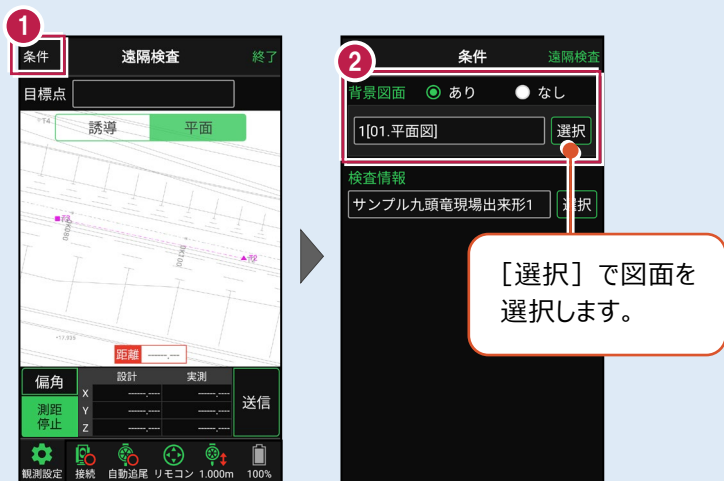 1
条件 遠隔検査 終了
目標点
誘導 平面
DK080
DK100
距離 -----.---
偏角 設計 実測 送信
測距停止
X -----.--- -----.---
Y -----.--- -----.---
Z -----.--- -----.---
観測設定 接続 自動追尾 リモコン 1.000m 100%
2
条件 遠隔検査
背景図面 あり なし
1[01.平面図] 選択
検査情報
サンプル九頭竜現場出来形1 選択
［選択］で図面を
選択します。